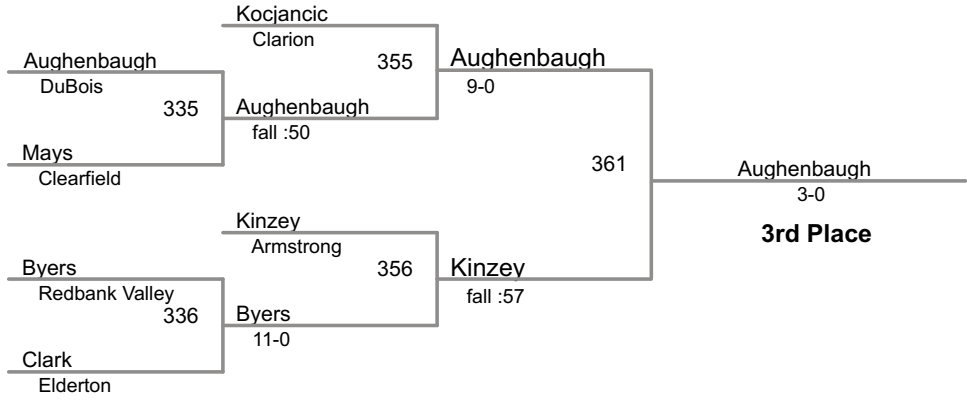 Kocjancic
Clarion
Aughenbaugh
DuBois
355
Aughenbaugh
9-0
335
Aughenbaugh
fall :50
Mays
Clearfield
361
Aughenbaugh
3-0
3rd Place
Kinzey
Armstrong
Byers
Redbank Valley
356
Kinzey
fall :57
336
Byers
11-0
Clark
Elderton